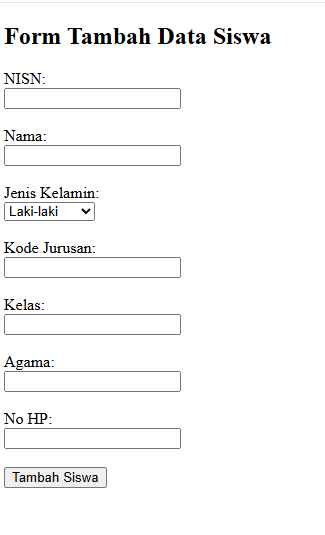 Form Tambah Data Siswa
NISN:
Nama:
Jenis Kelamin:
Laki-laki
Kode Jurusan:
Kelas:
Agama:
No HP:
Tambah Siswa